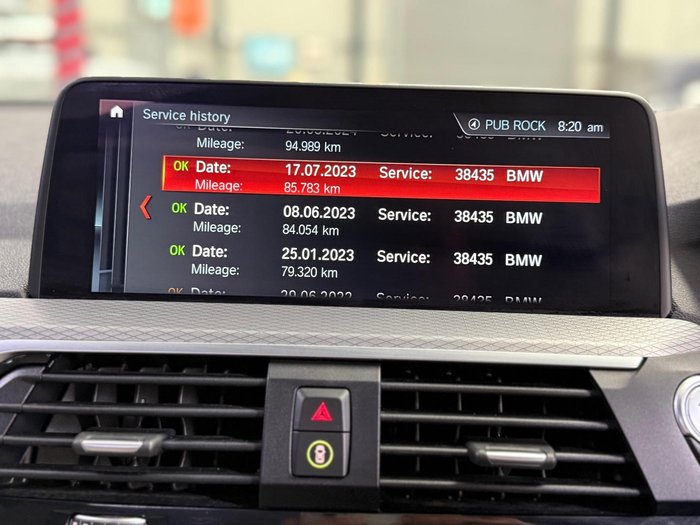 Service history
PUB ROCK 8:20 am
Mileage: 94.989 km
OK Date: 17.07.2023 Service: 38435 BMW
Mileage: 85.783 km
OK Date: 08.06.2023 Service: 38435 BMW
Mileage: 84.054 km
OK Date: 25.01.2023 Service: 38435 BMW
Mileage: 79.320 km